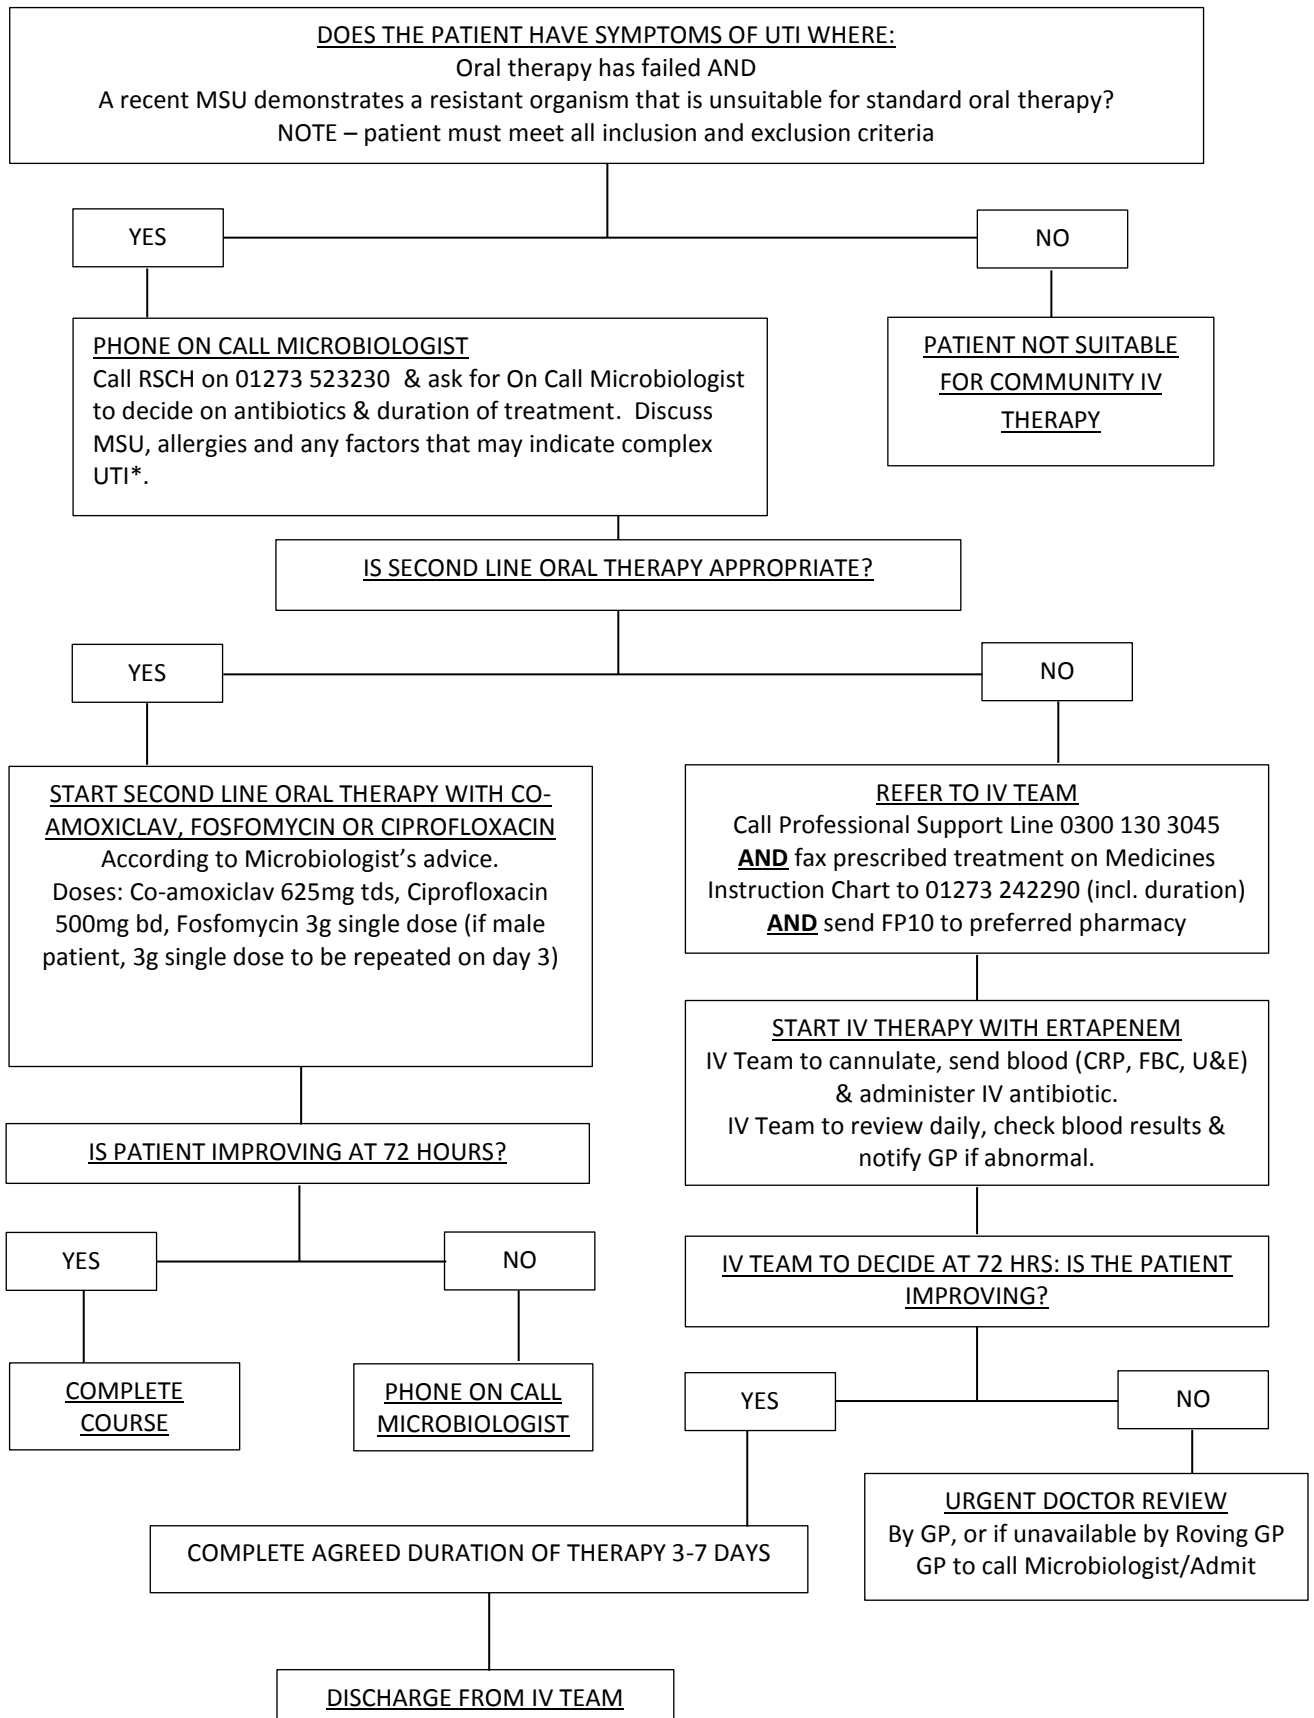 DOES THE PATIENT HAVE SYMPTOMS OF UTI WHERE:
Oral therapy has failed AND
A recent MSU demonstrates a resistant organism that is unsuitable for standard oral therapy?
NOTE – patient must meet all inclusion and exclusion criteria
YES
NO
PHONE ON CALL MICROBIOLOGIST
Call RSCH on 01273 523230 & ask for On Call Microbiologist
to decide on antibiotics & duration of treatment. Discuss
MSU, allergies and any factors that may indicate complex
UTI*.
PATIENT NOT SUITABLE
FOR COMMUNITY IV
THERAPY
IS SECOND LINE ORAL THERAPY APPROPRIATE?
YES
NO
START SECOND LINE ORAL THERAPY WITH CO-
AMOXICLAV, FOSFOMYCIN OR CIPROFLOXACIN
According to Microbiologist’s advice.
Doses: Co-amoxiclav 625mg tds, Ciprofloxacin
500mg bd, Fosfomycin 3g single dose (if male
patient, 3g single dose to be repeated on day 3)
REFER TO IV TEAM
Call Professional Support Line 0300 130 3045
AND fax prescribed treatment on Medicines
Instruction Chart to 01273 242290 (incl. duration)
AND send FP10 to preferred pharmacy
START IV THERAPY WITH ERTAPENEM
IV Team to cannulate, send blood (CRP, FBC, U&E)
& administer IV antibiotic.
IV Team to review daily, check blood results &
notify GP if abnormal.
IS PATIENT IMPROVING AT 72 HOURS?
YES
NO
COMPLETE
COURSE
PHONE ON CALL
MICROBIOLOGIST
IV TEAM TO DECIDE AT 72 HRS: IS THE PATIENT
IMPROVING?
YES
NO
URGENT DOCTOR REVIEW
By GP, or if unavailable by Roving GP
GP to call Microbiologist/Admit
COMPLETE AGREED DURATION OF THERAPY 3-7 DAYS
DISCHARGE FROM IV TEAM